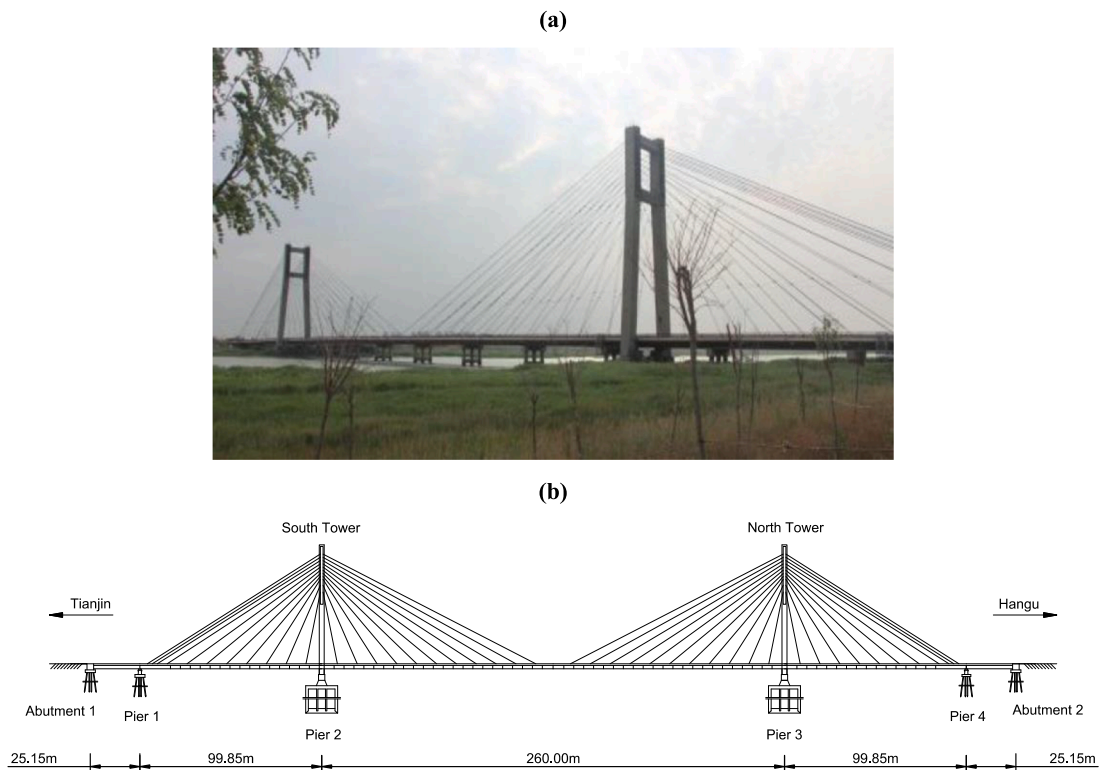 (a)
(b)
South Tower North Tower
Tianjin Hangu
Abutment 1 Pier 1 Pier 2 Pier 3 Pier 4 Abutment 2
25.15m 99.85m 260.00m 99.85m 25.15m